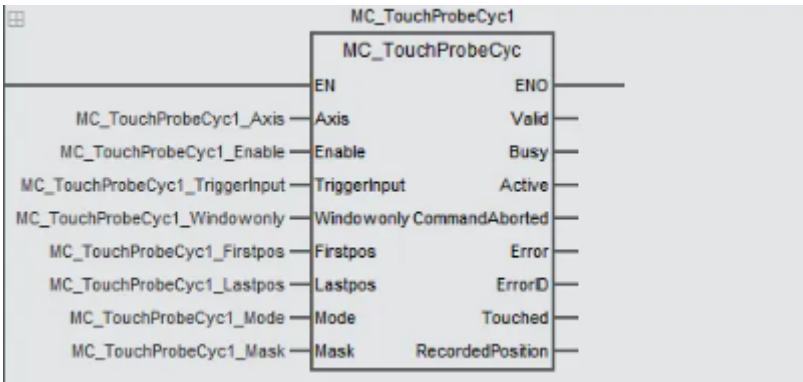 MC_TouchProbeCyc1
MC_TouchProbeCyc
EN ENO
MC_TouchProbeCyc1_Axis Axis Valid
MC_TouchProbeCyc1_Enable Enable Busy
MC_TouchProbeCyc1_TriggerInput TriggerInput Active
MC_TouchProbeCyc1_Windowonly Windowonly CommandAborted
MC_TouchProbeCyc1_Firstpos Firstpos Error
MC_TouchProbeCyc1_Lastpos Lastpos ErrorID
MC_TouchProbeCyc1_Mode Mode Touched
MC_TouchProbeCyc1_Mask Mask RecordedPosition